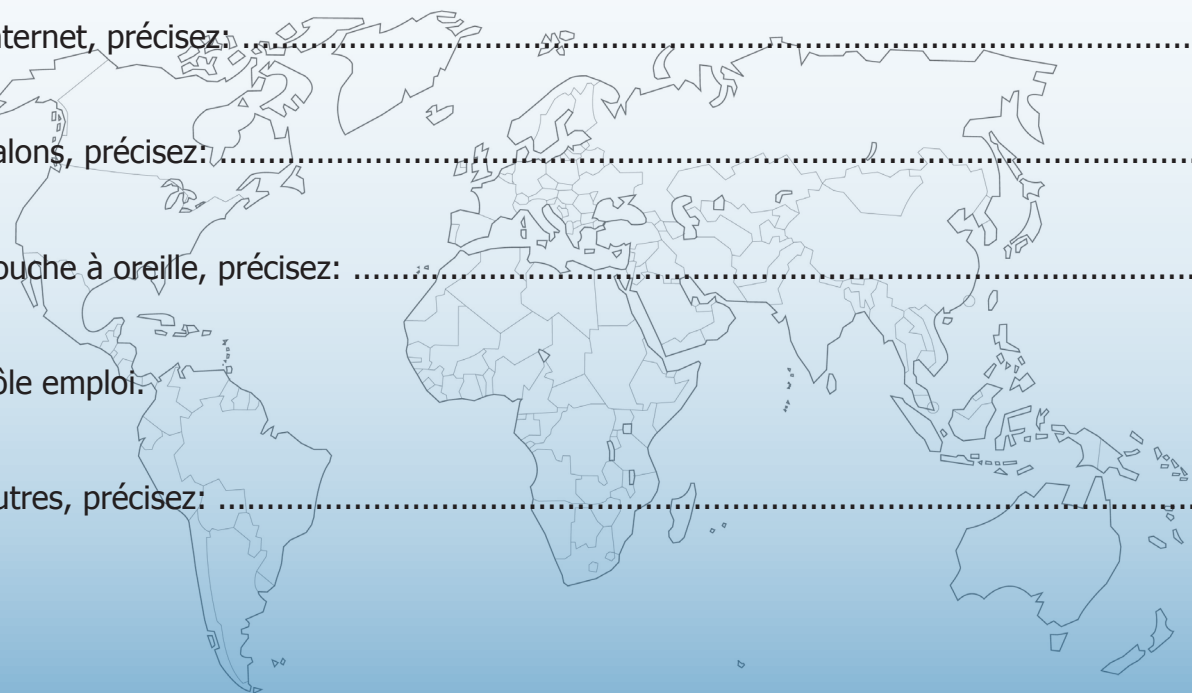 nternet, précisez: ....................................................................................................
alons, précisez: ....................................................................................................
ouche à oreille, précisez: ....................................................................................................
ôle emploi.
utres, précisez: ....................................................................................................